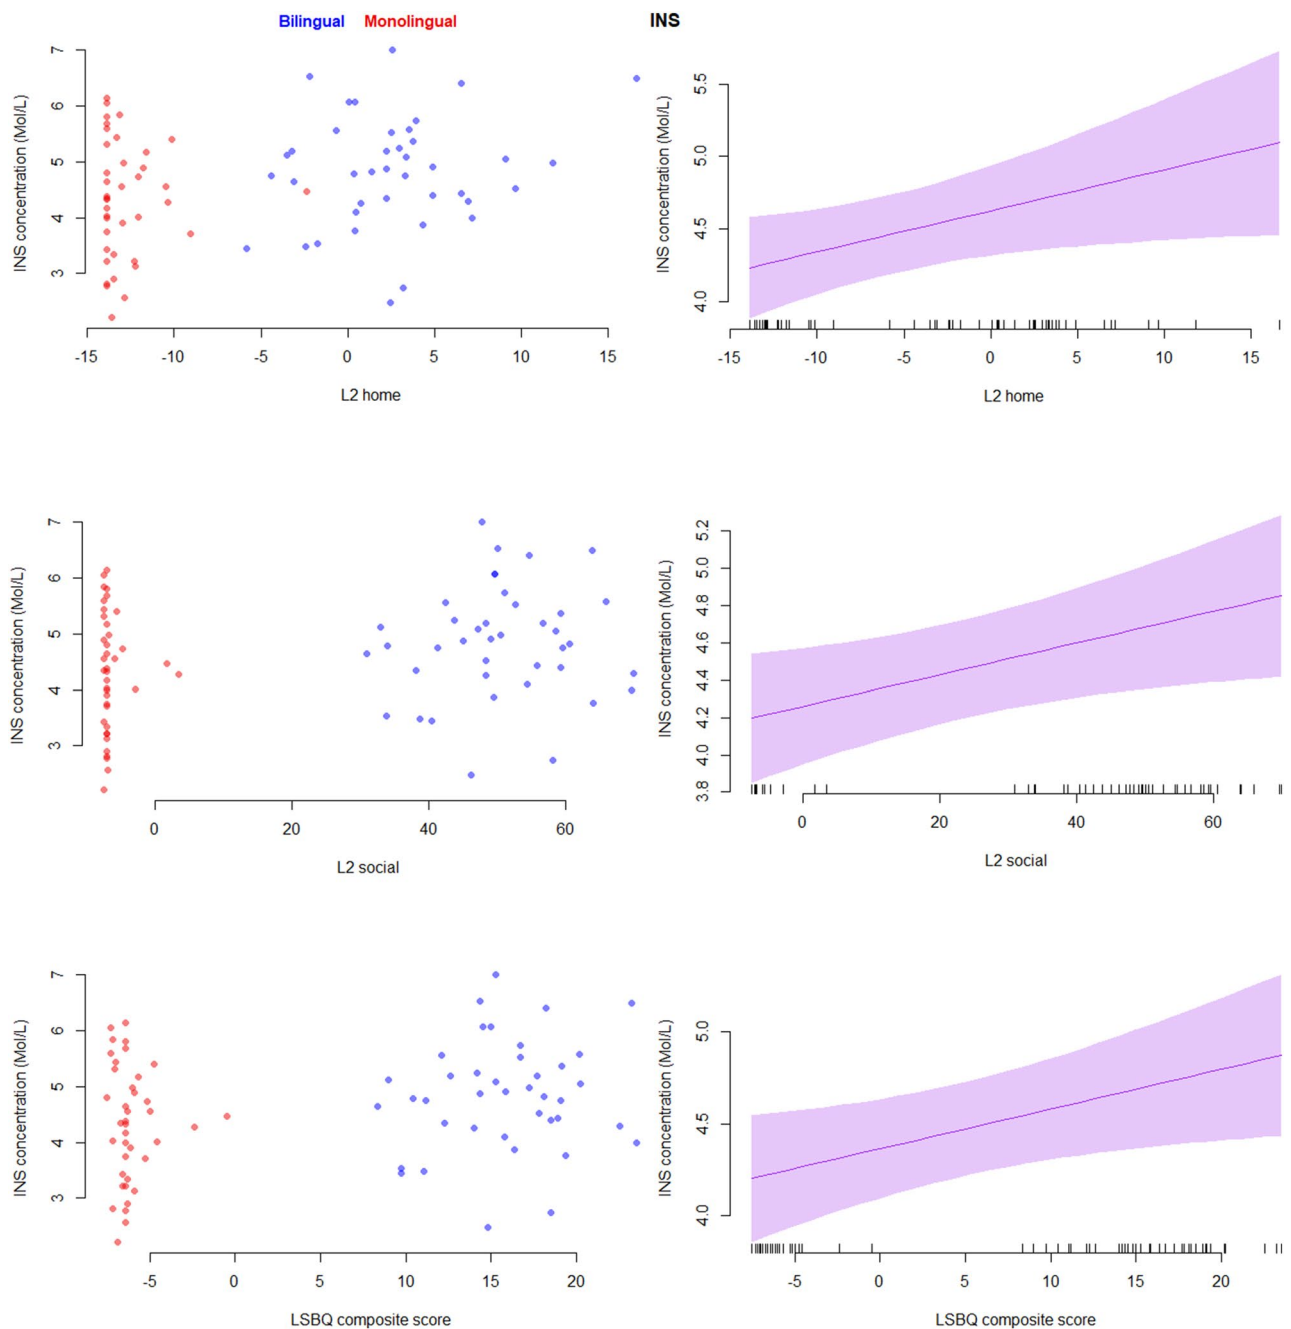 Bilingual Monolingual
INS
INS concentration (Mol/L)
7
6
5
4
3
-15 -10 -5 0 5 10 15
L2 home
INS concentration (Mol/L)
5.5
5.0
4.5
4.0
-15 -10 -5 0 5 10 15
L2 home
INS concentration (Mol/L)
7
6
5
4
3
0 20 40 60
L2 social
INS concentration (Mol/L)
5.2
5.0
4.8
4.6
4.4
4.2
4.0
3.8
0 20 40 60
L2 social
INS concentration (Mol/L)
7
6
5
4
3
-5 0 5 10 15 20
LSBQ composite score
INS concentration (Mol/L)
5.0
4.5
4.0
-5 0 5 10 15 20
LSBQ composite score